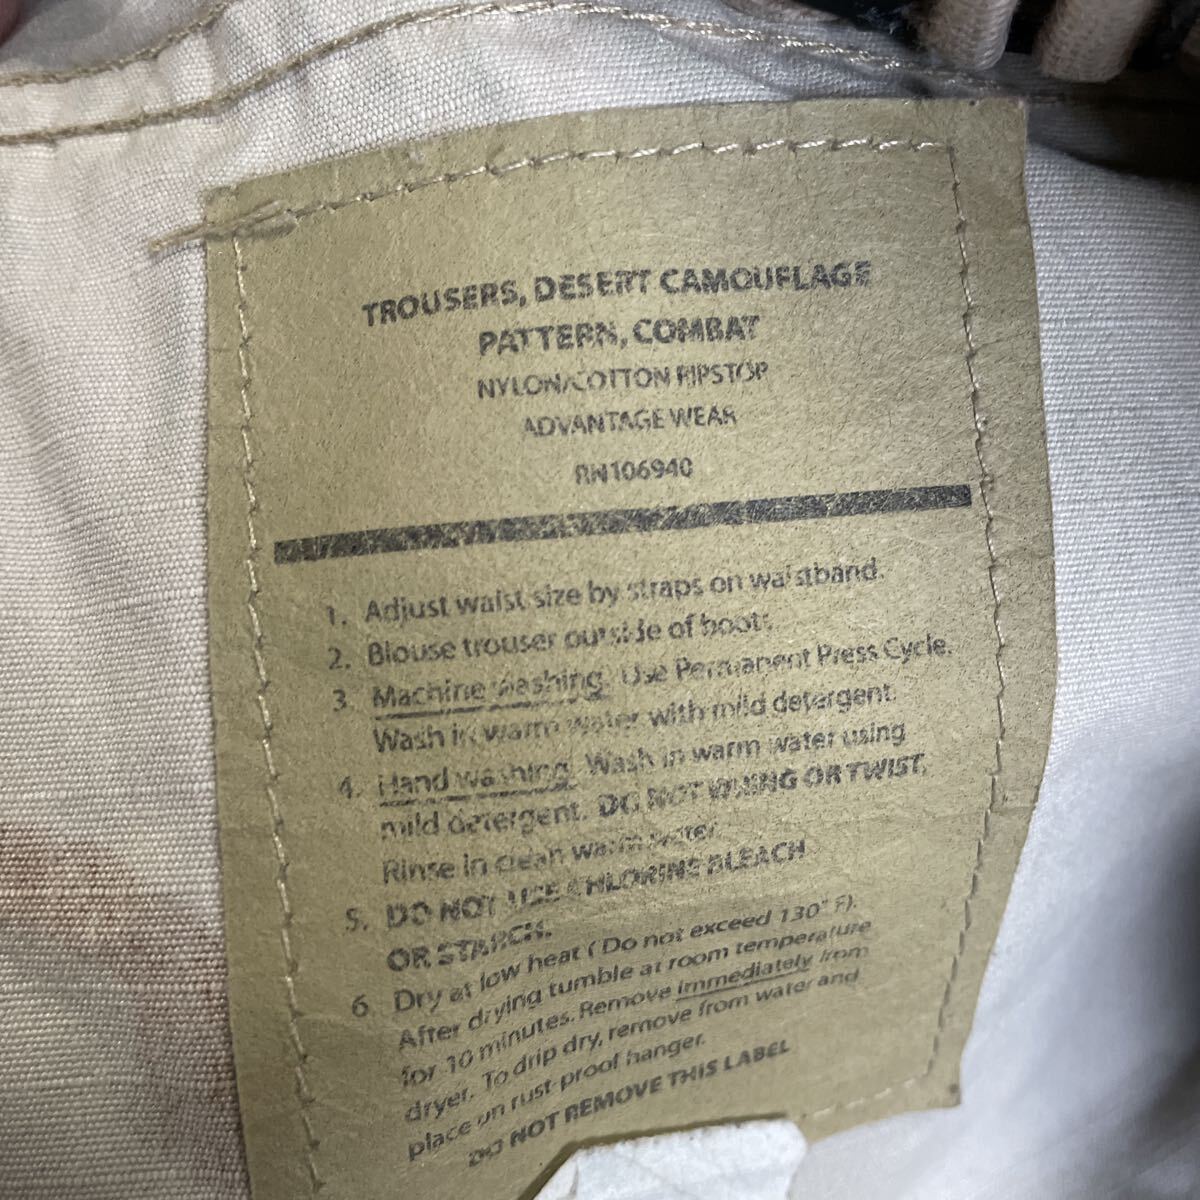 TROUSERS, DESERT CAMOUFLAGE
PATTERN, COMBAT
NYLON/COTTON RIPSTOP
ADVANTAGE WEAR
RN106940
1. Adjust waist size by straps on waistband.
2. Blouse trouser outside of boots.
3. Machine washing. Use Permanent Press Cycle.
Wash in warm water with mild detergent.
4. Hand washing. Wash in warm water using
mild detergent. DO NOT WRING OR TWIST.
Rinse in clean warm water.
5. DO NOT USE CHLORINE BLEACH
OR STARCH.
6. Dry at low heat ( Do not exceed 130° F).
After drying tumble at room temperature
for 10 minutes. Remove immediately from
dryer. To drip dry, remove from water and
place on rust-proof hanger.
DO NOT REMOVE THIS LABEL